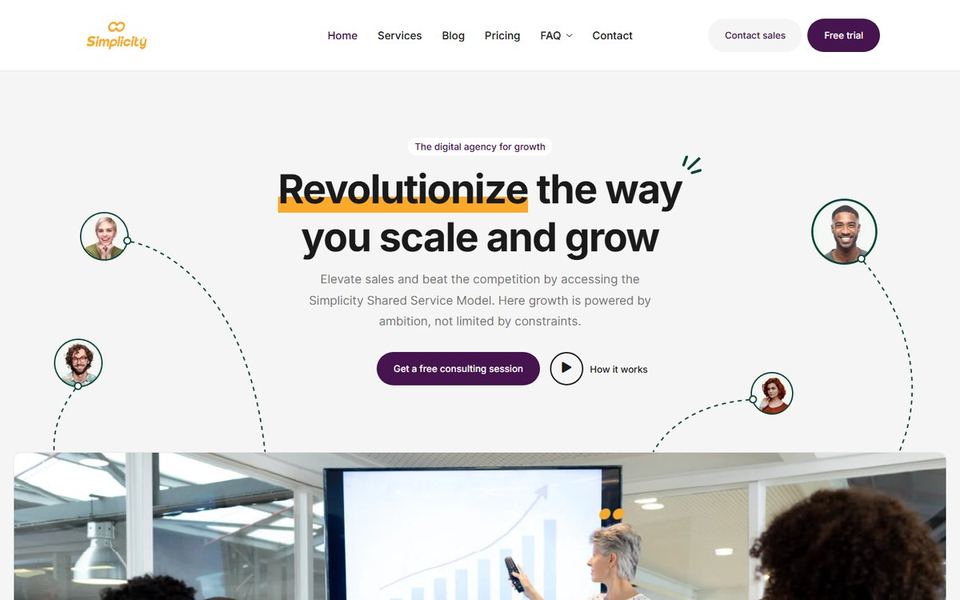 Simplicity
Home Services Blog Pricing FAQ Contact
Contact sales
Free trial
The digital agency for growth
Revolutionize the way
you scale and grow
Elevate sales and beat the competition by accessing the
Simplicity Shared Service Model. Here growth is powered by
ambition, not limited by constraints.
Get a free consulting session
How it works